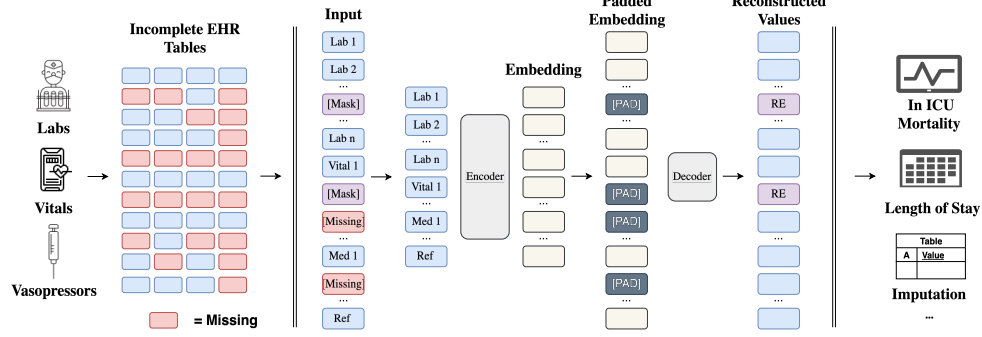 Incomplete EHR
Tables
Labs
Vitals
Vasopressors
= Missing
Input
Lab 1
Lab 2
...
[Mask]
...
Lab n
Vital 1
[Mask]
[Missing]
...
Med 1
[Missing]
...
Ref
Lab 1
Lab 2
...
Lab n
Vital 1
...
Med 1
...
Ref
Encoder
Embedding
...
...
...
Padded
Embedding
...
[PAD]
...
[PAD]
[PAD]
...
[PAD]
...
Decoder
Reconstructed
Values
...
RE
...
RE
...
...
In ICU
Mortality
Length of Stay
Table
A Value
Imputation
...